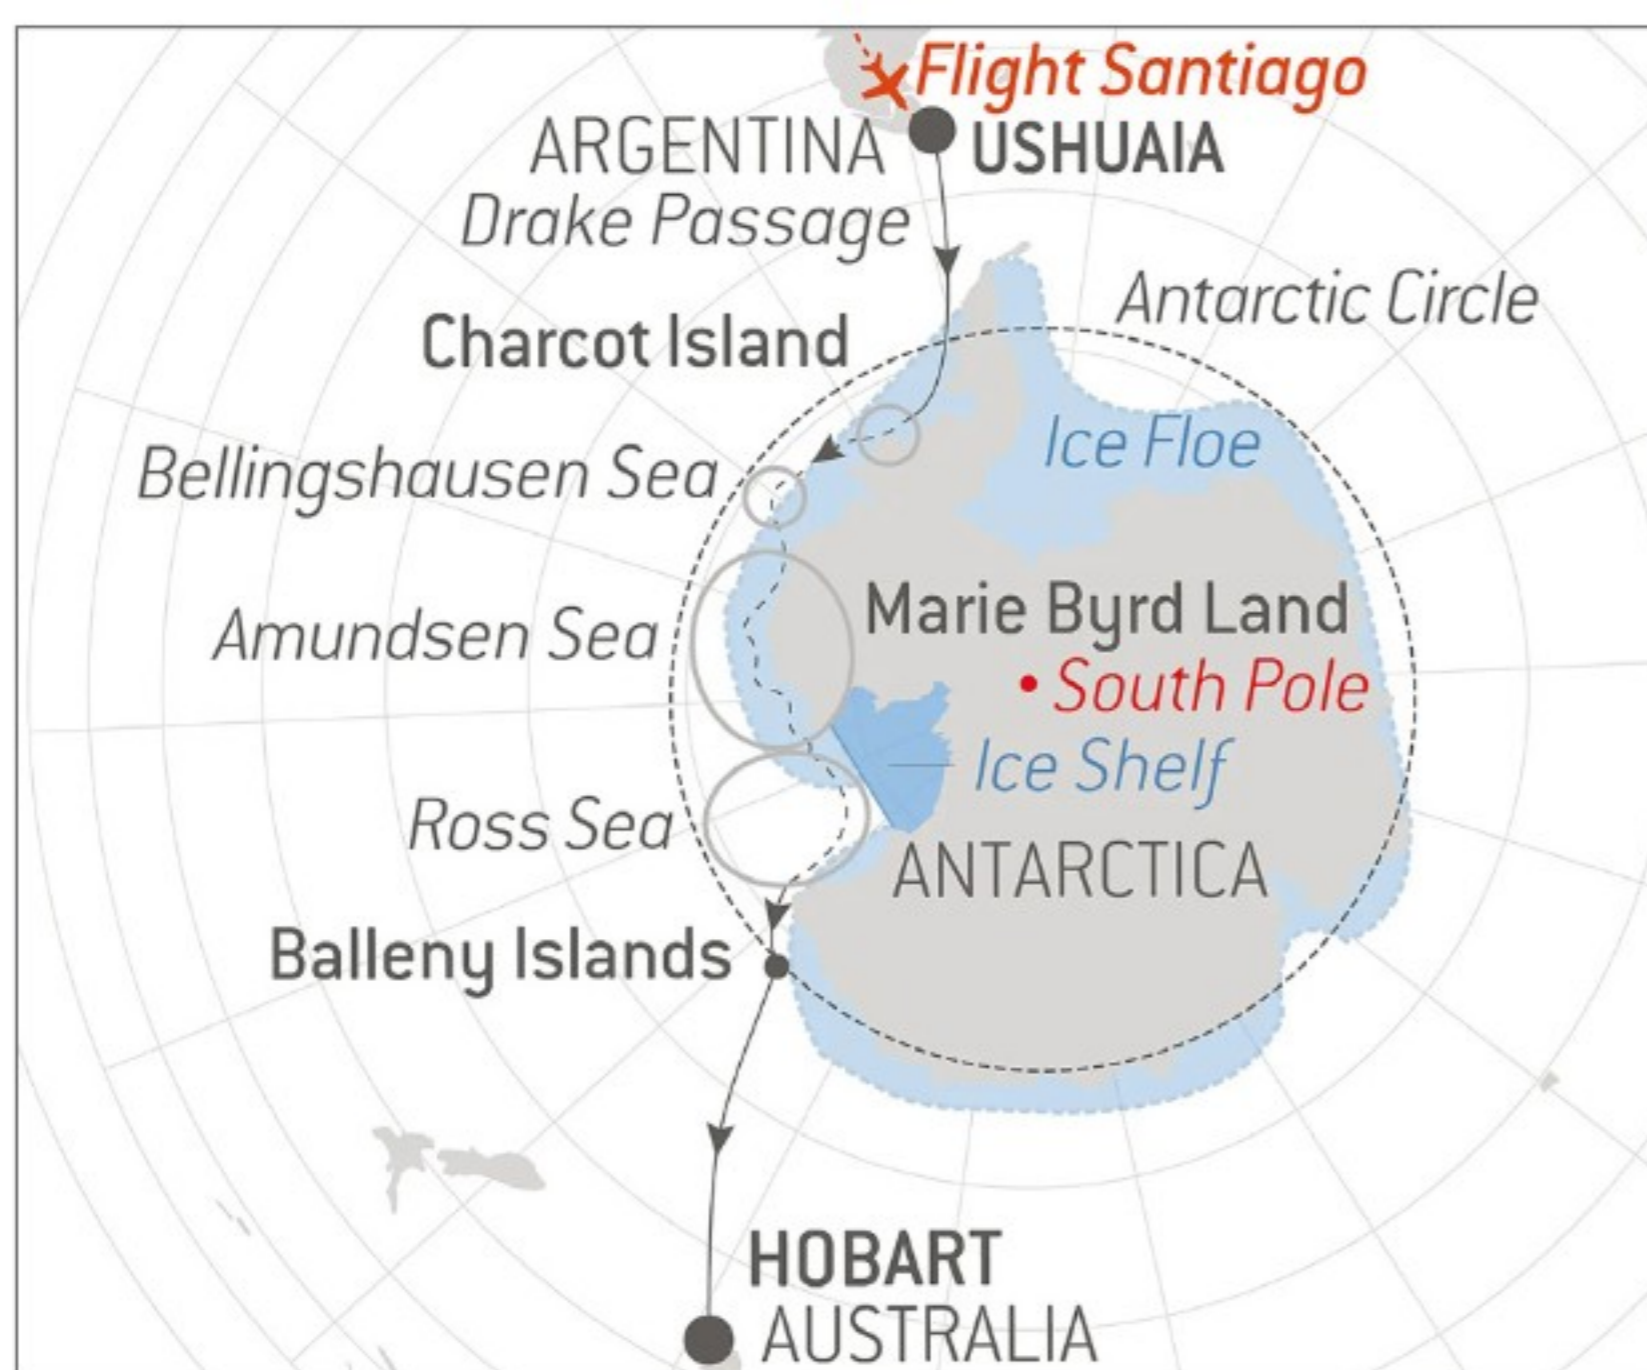 Flight Santiago
ARGENTINA
USHUAIA
Drake Passage
Antarctic Circle
Charcot Island
Ice Floe
Bellingshausen Sea
Marie Byrd Land
Amundsen Sea
South Pole
Ice Shelf
Ross Sea
ANTARCTICA
Balleny Islands
HOBART
AUSTRALIA